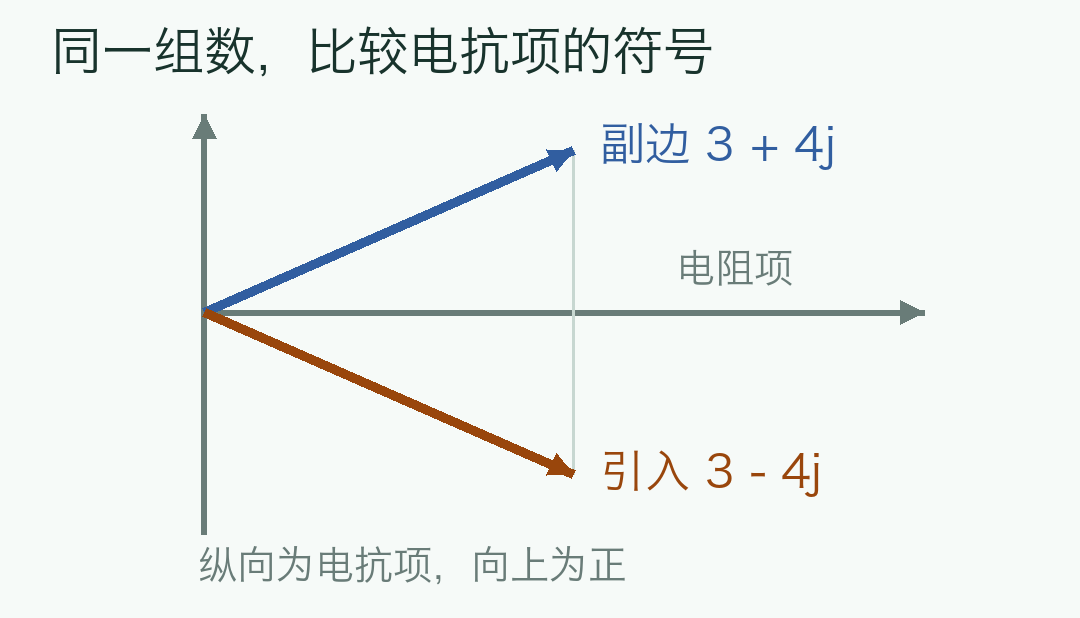 同一组数，比较电抗项的符号
副边 3 + 4j
电阻项
引入 3 - 4j
纵向为电抗项，向上为正